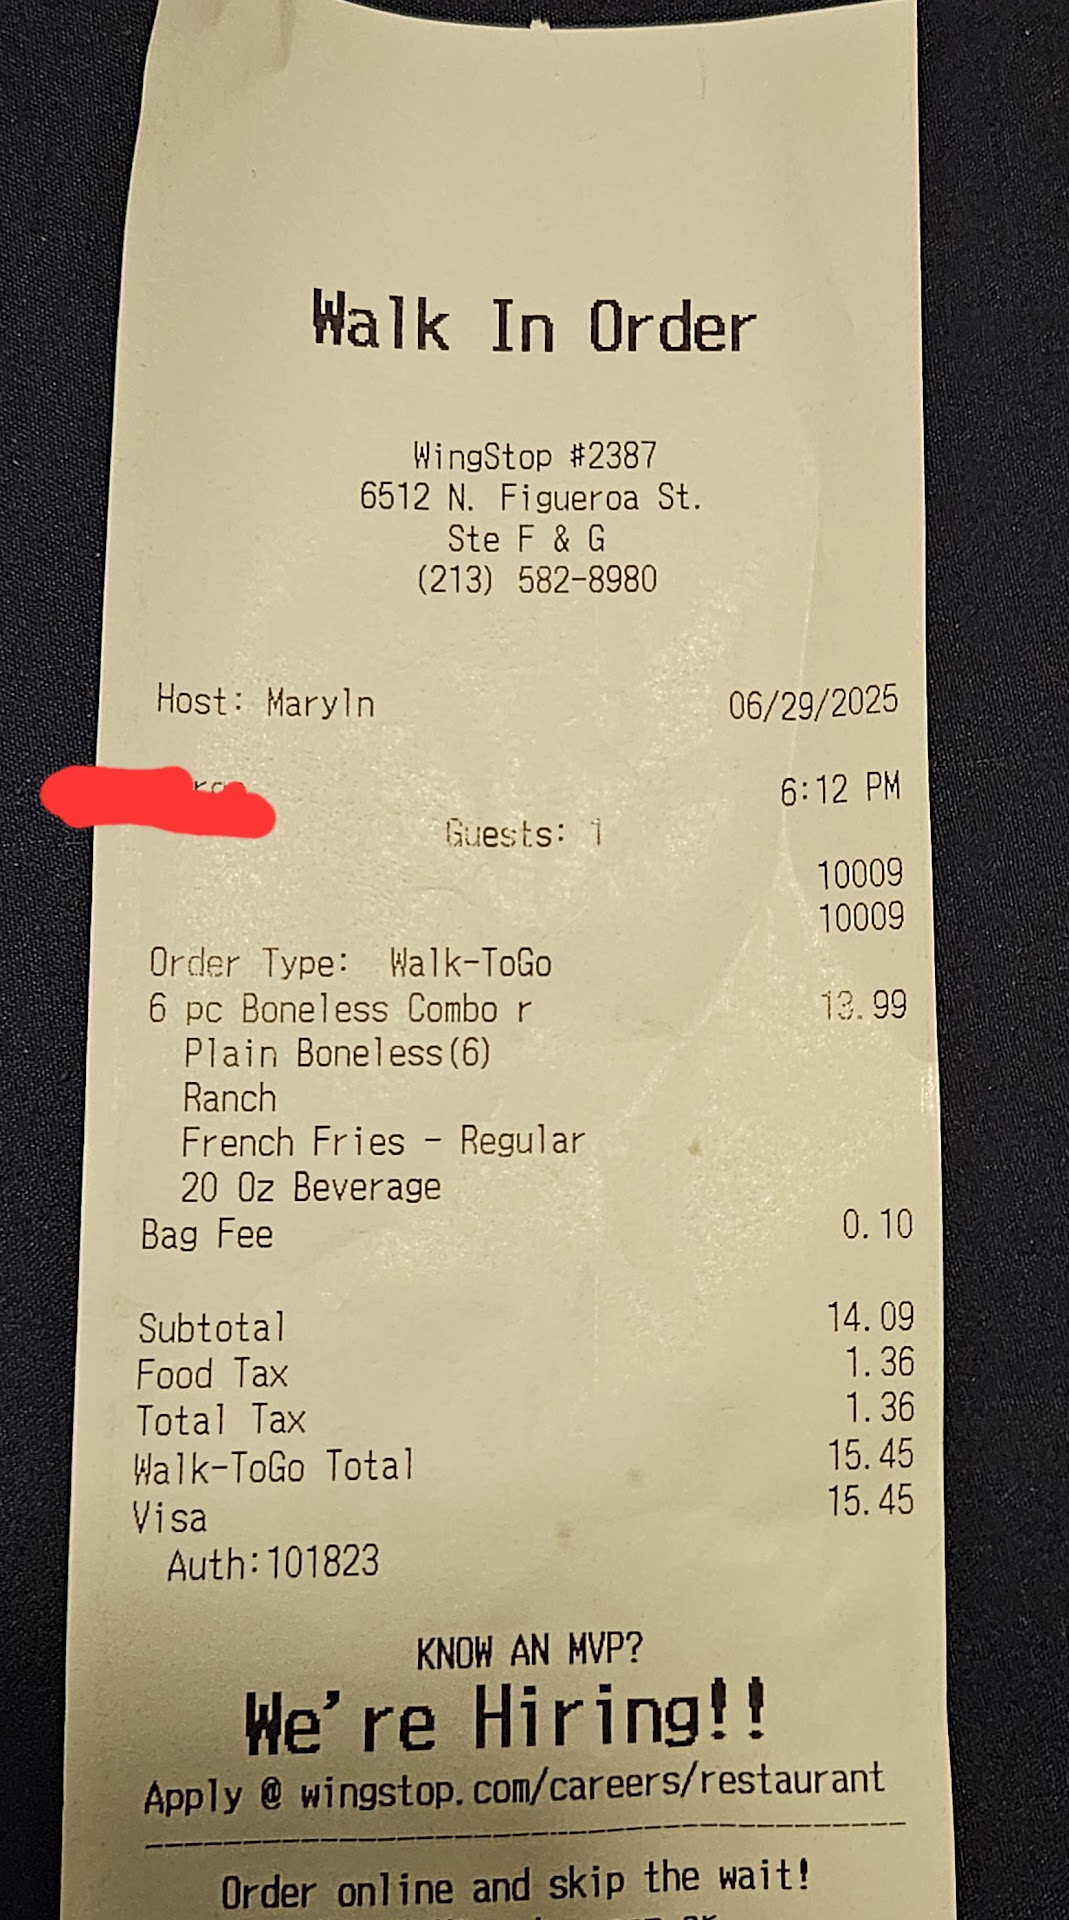 Walk In Order
WingStop #2387
6512 N. Figueroa St.
Ste F & G
(213) 582-8980
Host: Maryln 06/29/2025
6:12 PM
Guests: 1
10009
10009
Order Type: Walk-ToGo
6 pc Boneless Combo r 13.99
Plain Boneless(6)
Ranch
French Fries - Regular
20 Oz Beverage
Bag Fee 0.10
Subtotal 14.09
Food Tax 1.36
Total Tax 1.36
Walk-ToGo Total 15.45
Visa 15.45
Auth:101823
KNOW AN MVP?
We're Hiring!!
Apply @ wingstop.com/careers/restaurant
Order online and skip the wait!